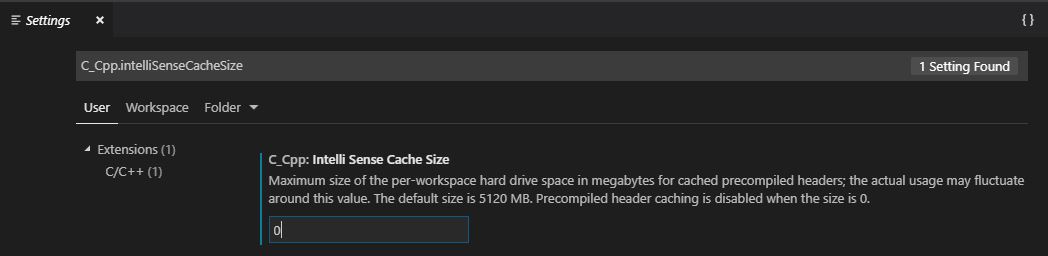 Settings
C_Cpp.intelliSenseCacheSize 1 Setting Found
User Workspace Folder
Extensions (1)
C/C++ (1)
C_Cpp: Intelli Sense Cache Size
Maximum size of the per-workspace hard drive space in megabytes for cached precompiled headers; the actual usage may fluctuate
around this value. The default size is 5120 MB. Precompiled header caching is disabled when the size is 0.
0